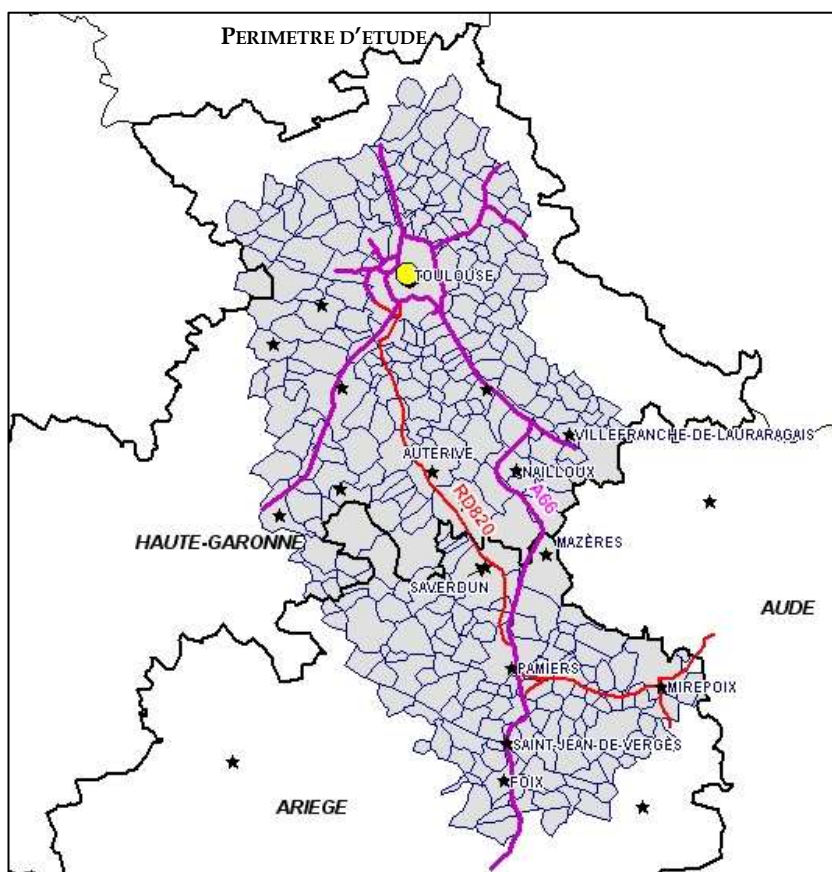 PERIMETRE D'ETUDE
TOULOUSE
VILLEFRANCHE-DE-LAURARAGAIS
AUTERIVE
NAILLOUX
A66
RD820
HAUTE-GARONNE
MAZÈRES
SAVERDUN
AUDE
PAMIERS
MIREPOIX
SAINT-JEAN-DE-VERGES
FOIX
ARIEGE